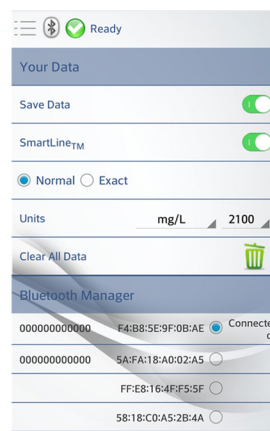 Ready
Your Data
Save Data
SmartLineTM
Normal Exact
Units mg/L 2100
Clear All Data
Bluetooth Manager
000000000000 F4:B8:5E:9F:0B:AE Connecte
000000000000 5A:FA:18:A0:02:A5
FF:E8:16:4F:F5:5F
58:18:C0:A5:2B:4A